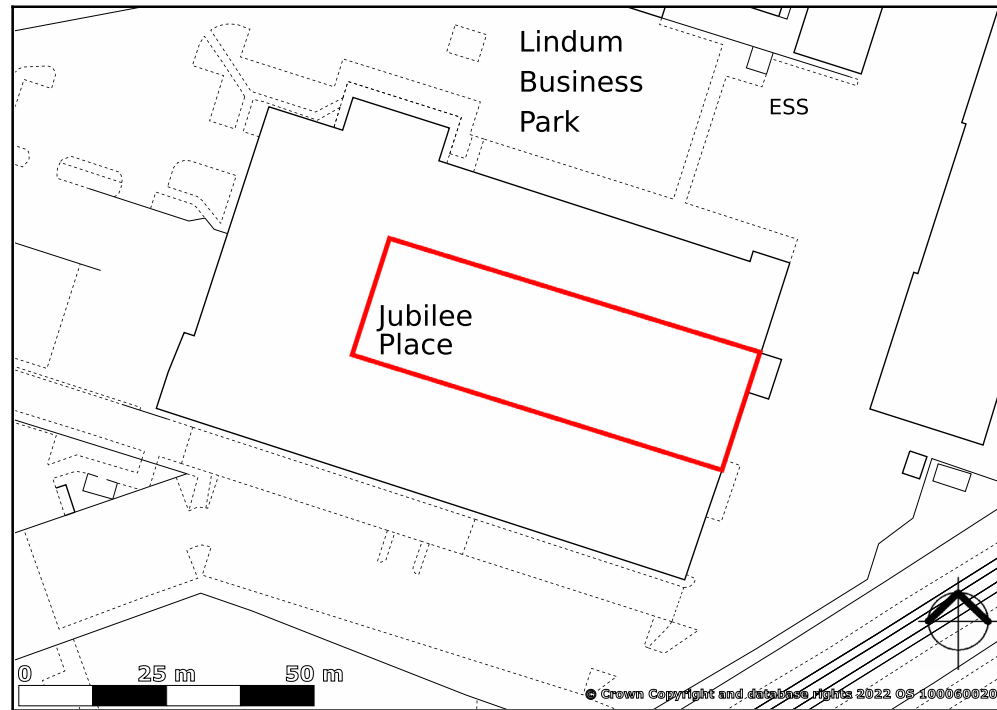 Lindum
Business
Park
ESS
Jubilee
Place
0 25 m 50 m
© Crown Copyright and database rights 2022 OS 100060020